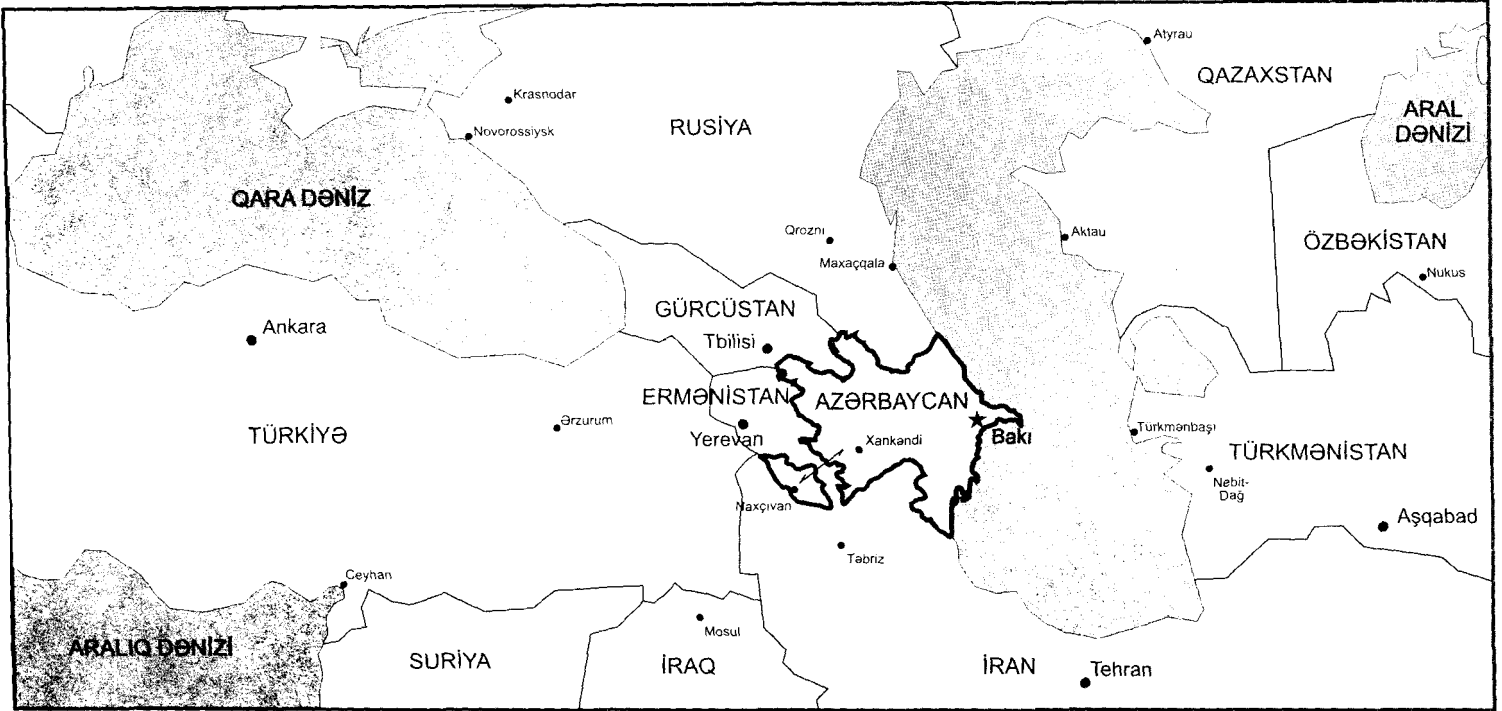 Atyrau
QAZAXSTAN
Krasnodar
ARAL
DƏNİZİ
RUSİYA
Novorossiysk
QARA DƏNİZ
Qroznı
Aktau
ÖZBƏKİSTAN
Maxaçqala
Nukus
GÜRCÜSTAN
Ankara
Tbilisi
ERMƏNİSTAN
AZƏRBAYCAN
Ərzurum
TÜRKİYƏ
Yerevan
Bakı
Türkmənbaşı
Xankəndi
TÜRKMƏNİSTAN
Nebit-
Dağ
Naxçıvan
Aşqabad
Təbriz
Ceyhan
Mosul
ARALIQ DƏNİZİ
SURİYA
İRAQ
İRAN
Tehran